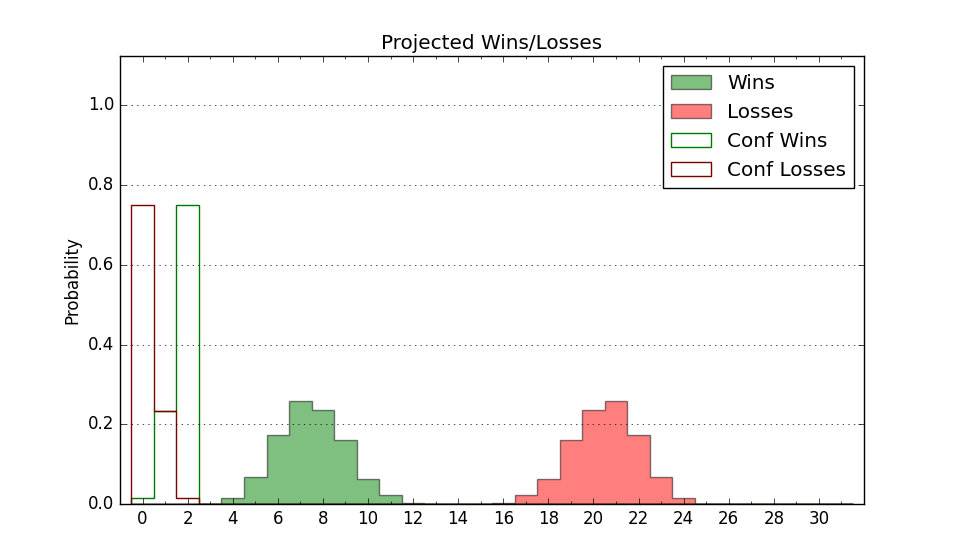 Projected Wins/Losses
Wins
Losses
Conf Wins
Conf Losses
Probability
1.0
0.8
0.6
0.4
0.2
0.0
0 2 4 6 8 10 12 14 16 18 20 22 24 26 28 30